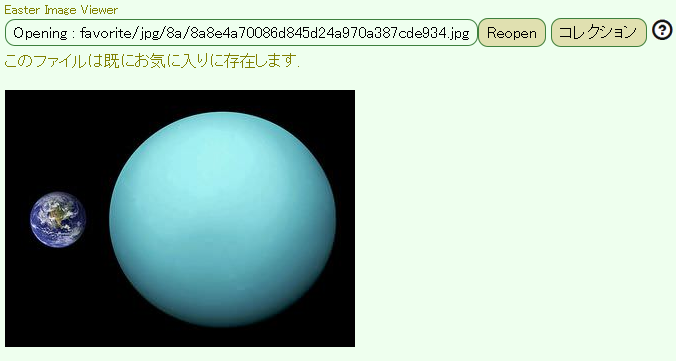 Easter Image Viewer
Opening : favorite/jpg/8a/8a8e4a70086d845d24a970a387cde934.jpg Reopen コレクション ?
このファイルは既にお気に入りに存在します.